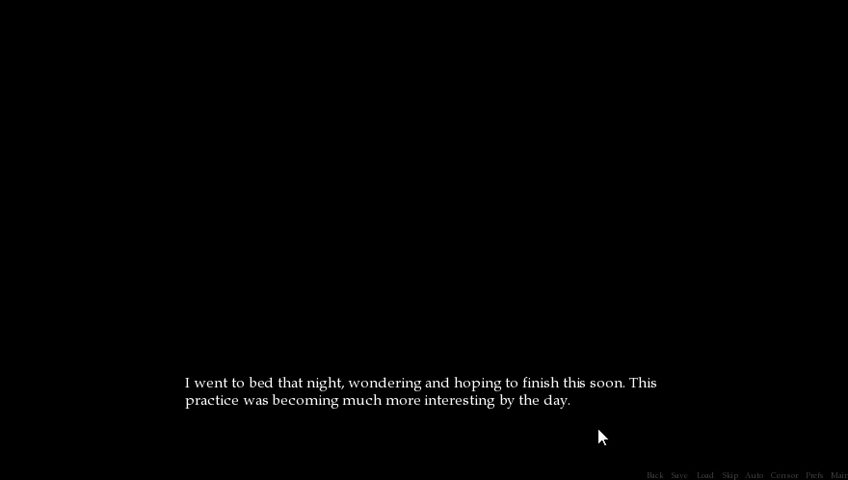 I went to bed that night, wondering and hoping to finish this soon. This
practice was becoming much more interesting by the day.
Back Save Load Skip Auto Censor Prefs Main